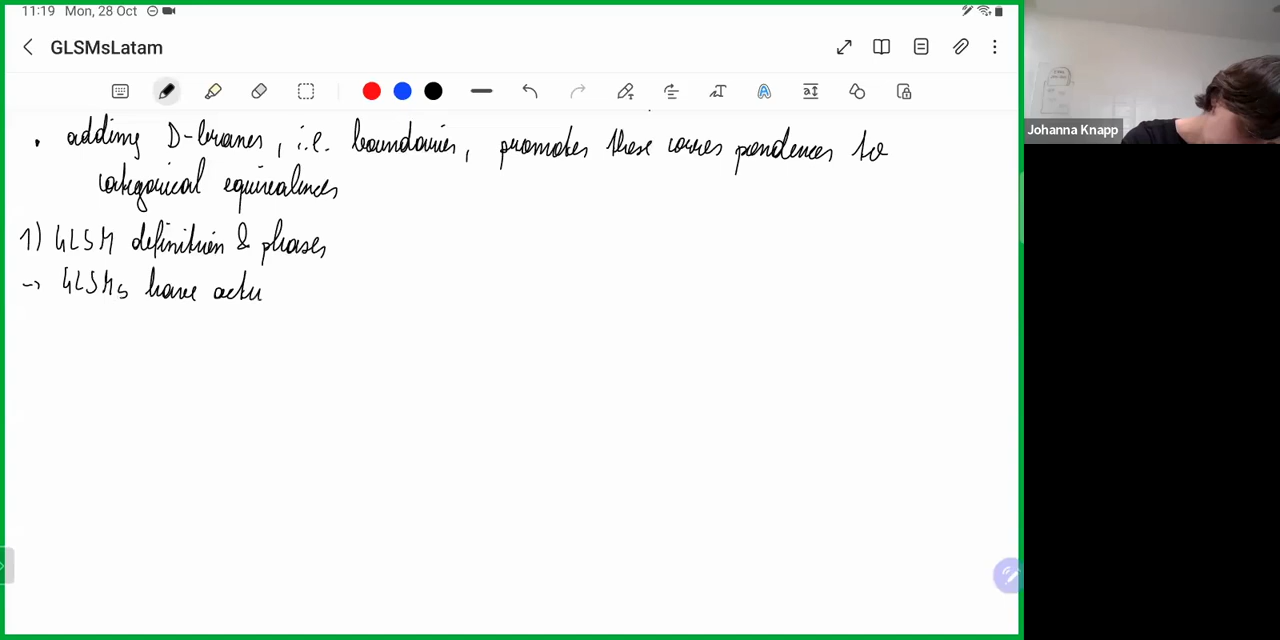 11:19 Mon, 28 Oct
GLSMsLatam
• adding D-branes, i.e. boundaries, promotes these correspondences to
categorical equivalences
1) GLSM definition & phases
→ GLSMs have actu
Johanna Knapp